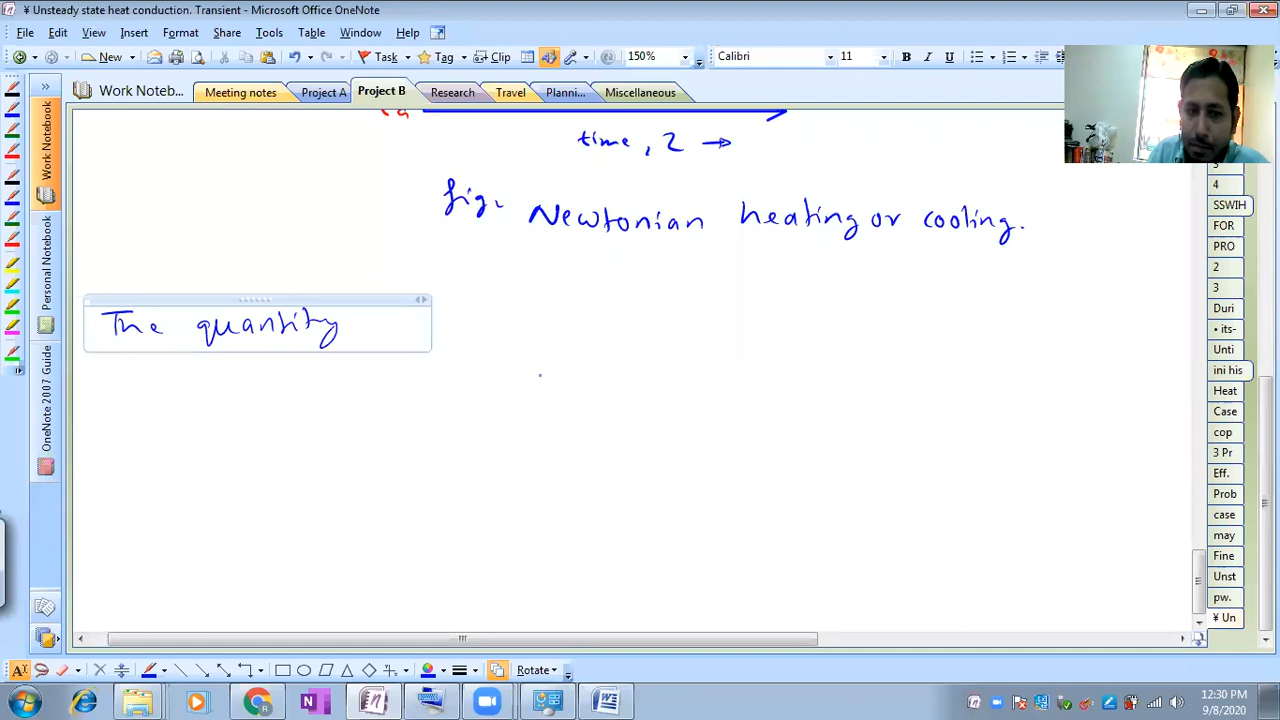 ¥ Unsteady state heat conduction. Transient - Microsoft Office OneNote
File Edit View Insert Format Share Tools Table Window Help
New Task Tag Clip 150% Calibri 11 B I U
Work Noteb... Meeting notes Project A Project B Research Travel Planni... Miscellaneous
Work Notebook
Personal Notebook
OneNote 2007 Guide
time, 2 →
fig. Newtonian heating or cooling.
The quantity
4
SSWIH
FOR
PRO
2
3
Duri
• its-
Unti
ini his
Heat
Case
cop
3 Pr
Eff.
Prob
case
may
Fine
Unst
pw.
¥ Un
Rotate
12:30 PM
9/8/2020